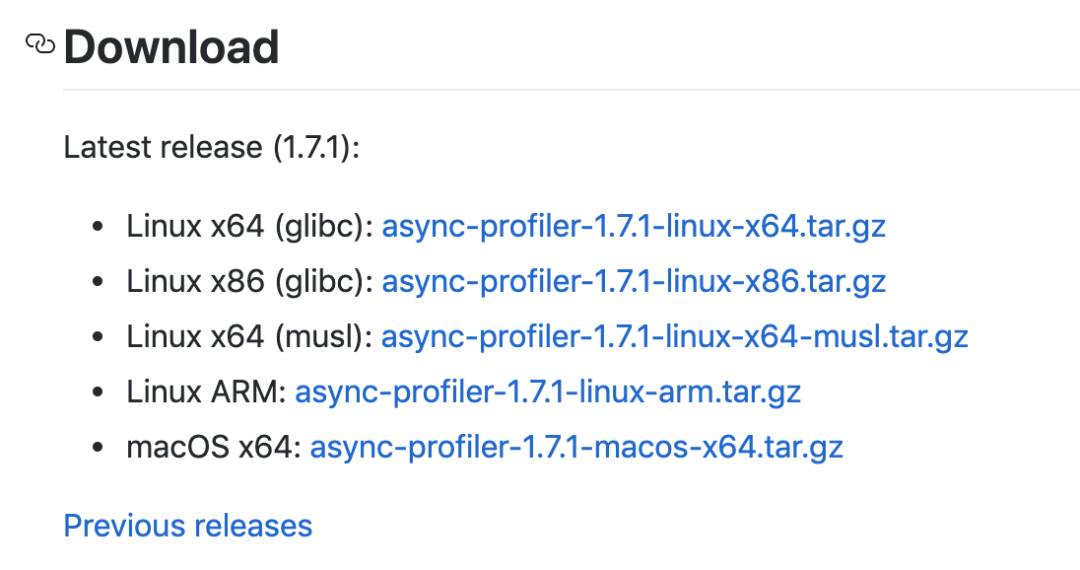 Download
Latest release (1.7.1):
• Linux x64 (glibc): async-profiler-1.7.1-linux-x64.tar.gz
• Linux x86 (glibc): async-profiler-1.7.1-linux-x86.tar.gz
• Linux x64 (musl): async-profiler-1.7.1-linux-x64-musl.tar.gz
• Linux ARM: async-profiler-1.7.1-linux-arm.tar.gz
• macOS x64: async-profiler-1.7.1-macos-x64.tar.gz
Previous releases